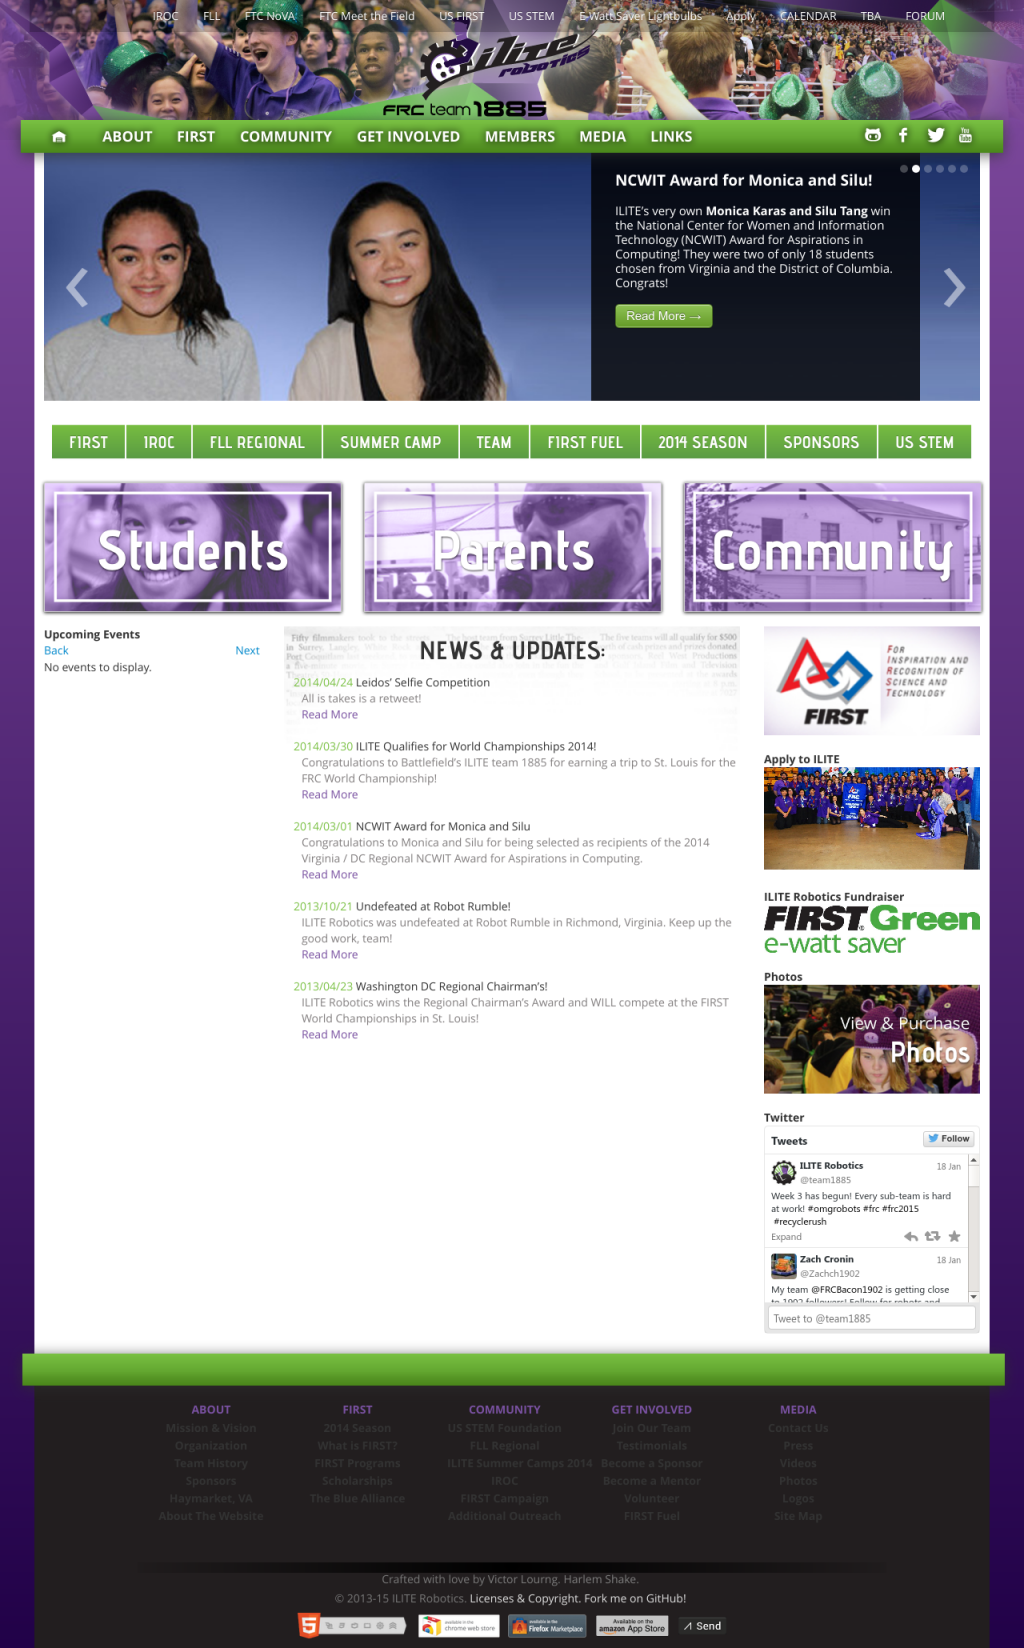 IROC FLL FTC NoVA FTC Meet the Field US FIRST US STEM E-Watt Saver Lightbulbs Apply CALENDAR TBA FORUM
ilite
robotics
FRC team 1885
ABOUT FIRST COMMUNITY GET INVOLVED MEMBERS MEDIA LINKS
NCWIT Award for Monica and Silu!
ILITE's very own Monica Karas and Silu Tang win
the National Center for Women and Information
Technology (NCWIT) Award for Aspirations in
Computing! They were two of only 18 students
chosen from Virginia and the District of Columbia.
Congrats!
Read More →
FIRST IROC FLL REGIONAL SUMMER CAMP TEAM FIRST FUEL 2014 SEASON SPONSORS US STEM
Students Parents Community
Upcoming Events
Back Next
No events to display.
NEWS & UPDATES:
2014/04/24 Leidos' Selfie Competition
All is takes is a retweet!
Read More
2014/03/30 ILITE Qualifies for World Championships 2014!
Congratulations to Battlefield's ILITE team 1885 for earning a trip to St. Louis for the
FRC World Championship!
Read More
2014/03/01 NCWIT Award for Monica and Silu
Congratulations to Monica and Silu for being selected as recipients of the 2014
Virginia / DC Regional NCWIT Award for Aspirations in Computing.
Read More
2013/10/21 Undefeated at Robot Rumble!
ILITE Robotics was undefeated at Robot Rumble in Richmond, Virginia. Keep up the
good work, team!
Read More
2013/04/23 Washington DC Regional Chairman's!
ILITE Robotics wins the Regional Chairman's Award and WILL compete at the FIRST
World Championships in St. Louis!
Read More
FIRST
FOR
INSPIRATION AND
RECOGNITION OF
SCIENCE AND
TECHNOLOGY
Apply to ILITE
ILITE Robotics Fundraiser
FIRST Green
e-watt saver
Photos
View & Purchase
Photos
Twitter
Tweets Follow
ILITE Robotics 18 Jan
@team1885
Week 3 has begun! Every sub-team is hard
at work! #omgrobots #frc #frc2015
#recyclerush
Expand
Zach Cronin 18 Jan
@Zachch1902
My team @FRCBacon1902 is getting close
to 1902 followers! Follow for robots and
Tweet to @team1885
ABOUT FIRST COMMUNITY GET INVOLVED MEDIA
Mission & Vision 2014 Season US STEM Foundation Join Our Team Contact Us
Organization What is FIRST? FLL Regional Testimonials Press
Team History FIRST Programs ILITE Summer Camps 2014 Become a Sponsor Videos
Sponsors Scholarships IROC Become a Mentor Photos
Haymarket, VA The Blue Alliance FIRST Campaign Volunteer Logos
About The Website Additional Outreach FIRST Fuel Site Map
Crafted with love by Victor Lourng. Harlem Shake.
© 2013-15 ILITE Robotics. Licenses & Copyright. Fork me on GitHub!
available in the
chrome web store
available in the
Firefox Marketplace
Available on the
amazon App Store
Send